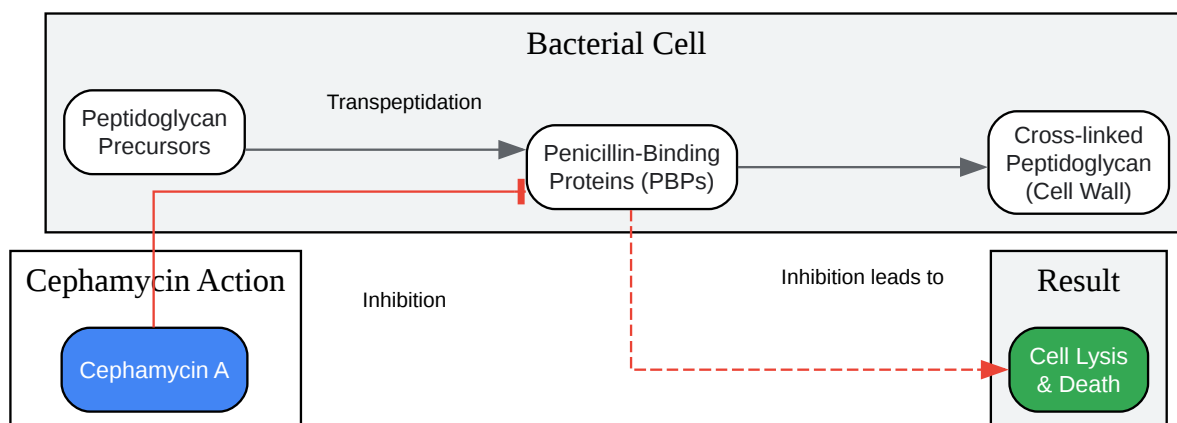 Bacterial Cell
Peptidoglycan
Precursors
Transpeptidation
Penicillin-Binding
Proteins (PBPs)
Cross-linked
Peptidoglycan
(Cell Wall)
Cephamycin Action
Cephamycin A
Inhibition
Inhibition leads to
Result
Cell Lysis
& Death